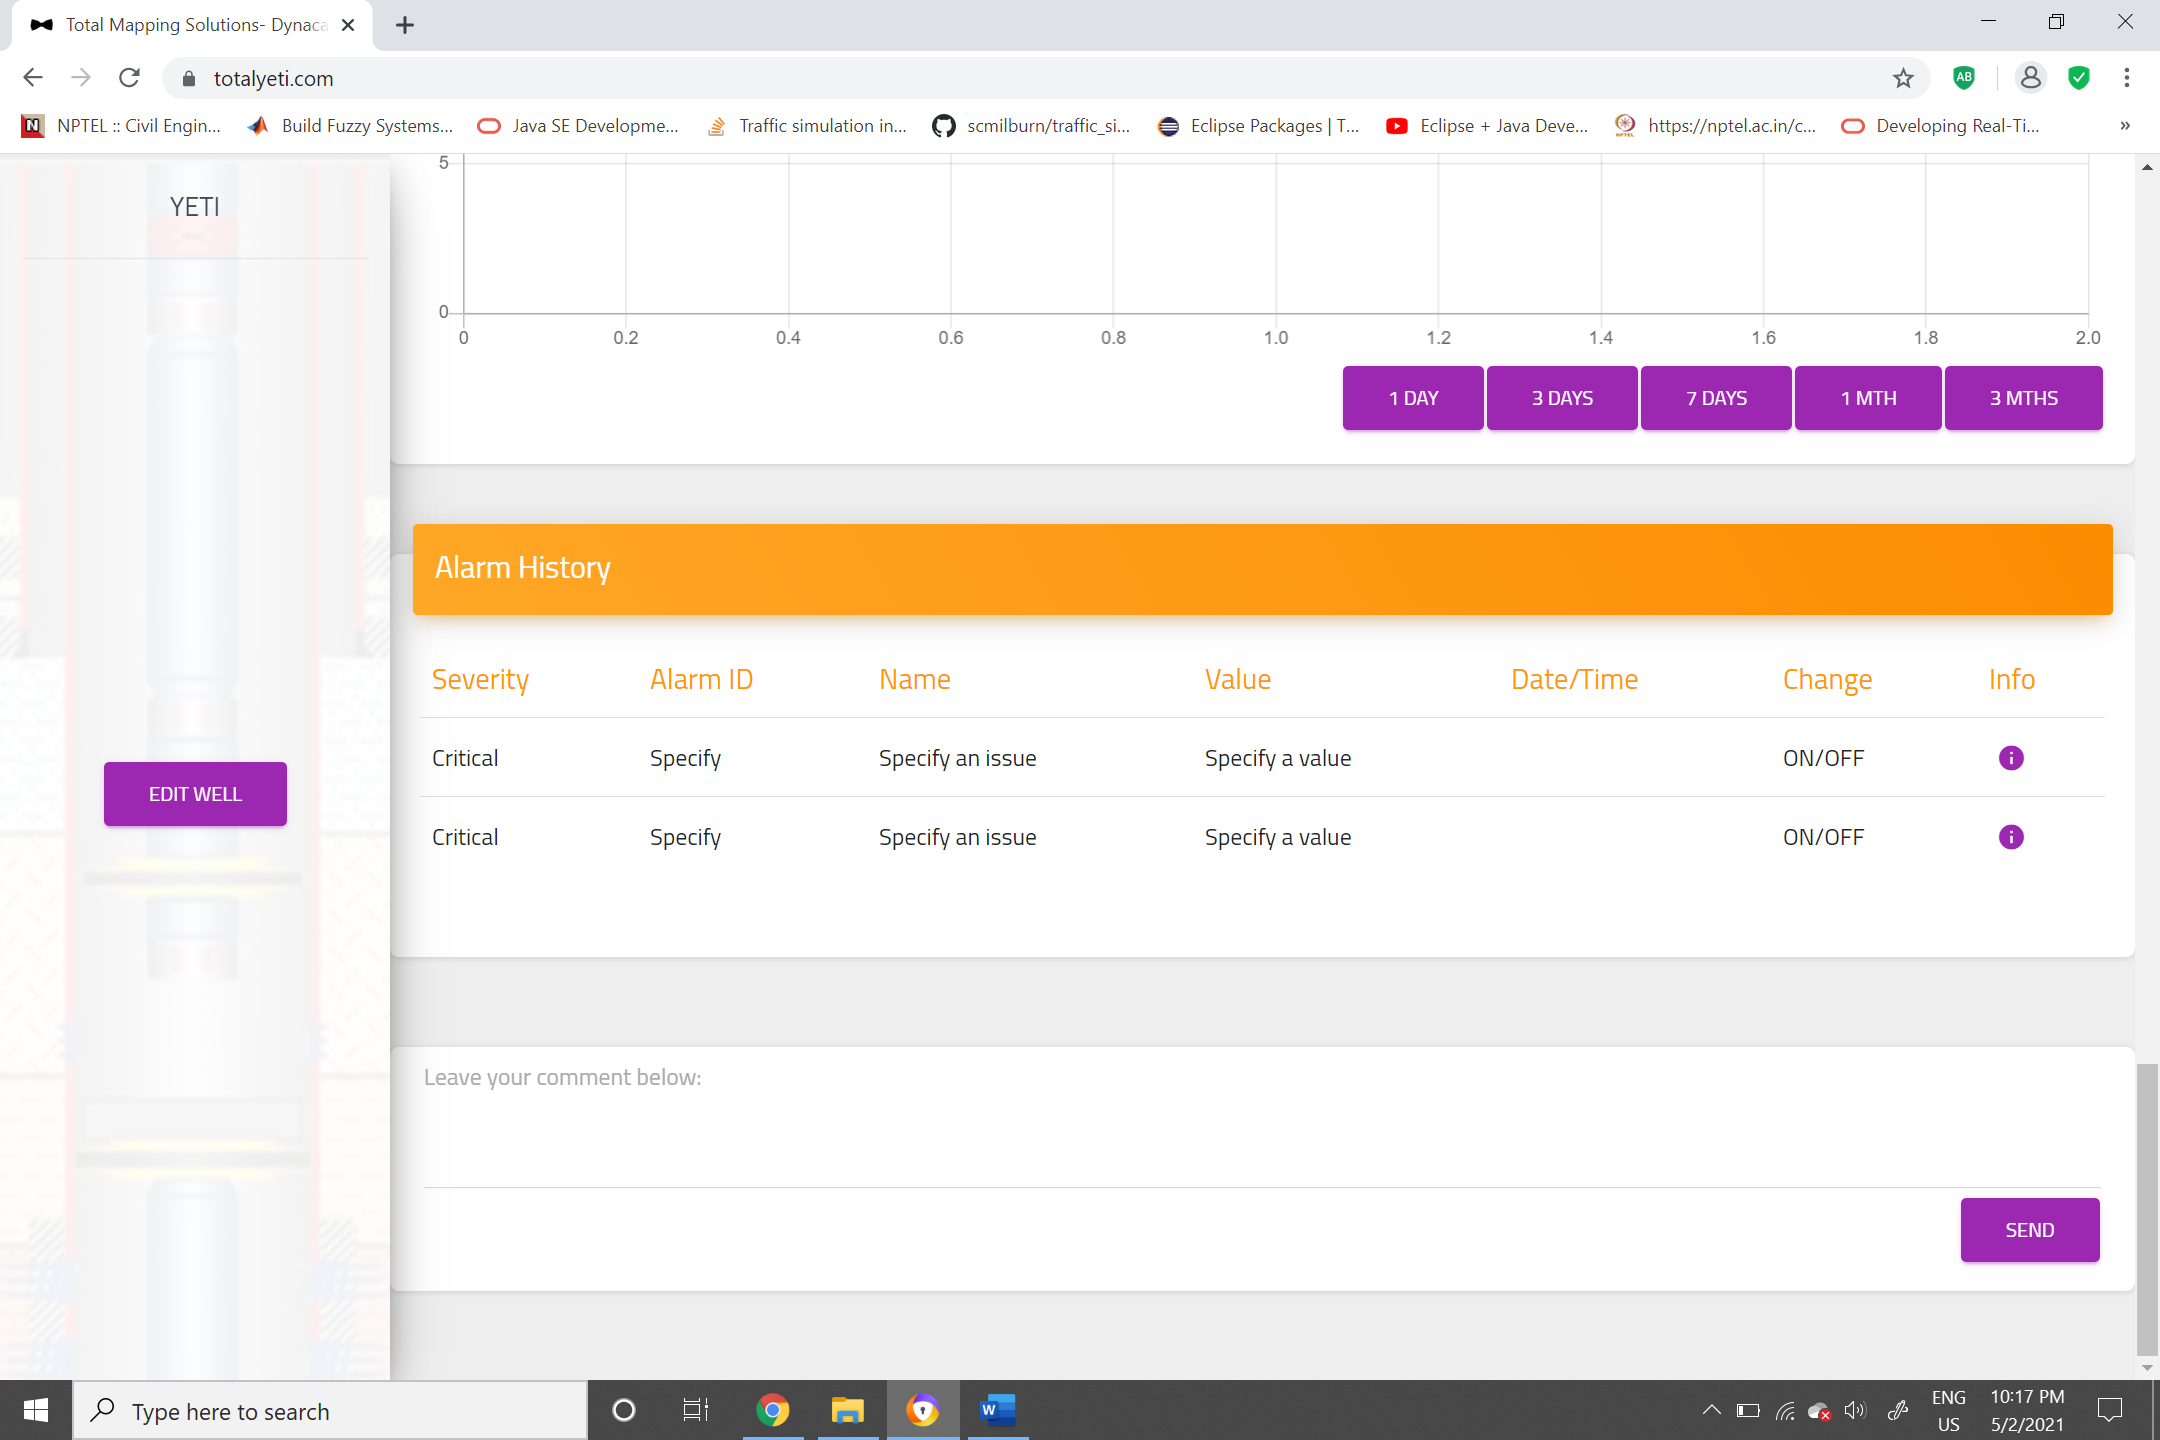 Total Mapping Solutions- Dynaca
totalyeti.com
AB
N NPTEL :: Civil Engin...
Build Fuzzy Systems...
Java SE Developme...
Traffic simulation in...
scmilburn/traffic_si...
Eclipse Packages | T...
Eclipse + Java Deve...
https://nptel.ac.in/c...
Developing Real-Ti...
»
YETI
EDIT WELL
5
0
0 0.2 0.4 0.6 0.8 1.0 1.2 1.4 1.6 1.8 2.0
1 DAY 3 DAYS 7 DAYS 1 MTH 3 MTHS
Alarm History
Severity Alarm ID Name Value Date/Time Change Info
Critical Specify Specify an issue Specify a value ON/OFF i
Critical Specify Specify an issue Specify a value ON/OFF i
Leave your comment below:
SEND
Type here to search
W
ENG
US
10:17 PM
5/2/2021